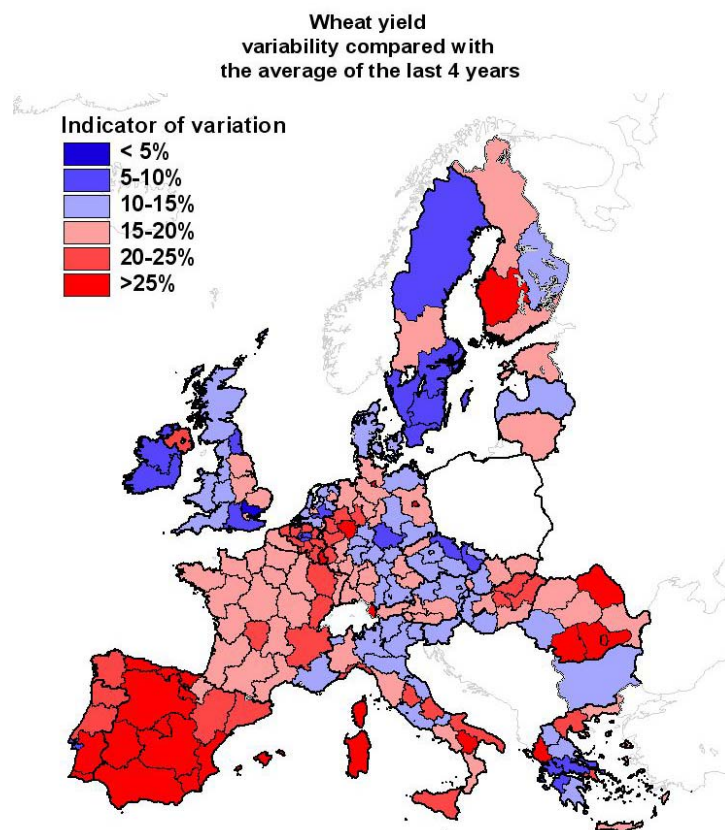 Wheat yield
variability compared with
the average of the last 4 years
Indicator of variation
< 5%
5-10%
10-15%
15-20%
20-25%
>25%